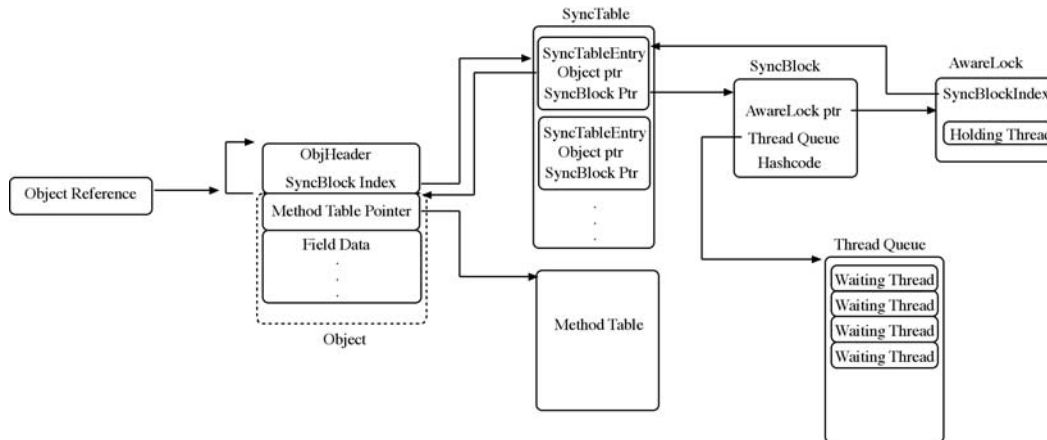 SyncTable
SyncTableEntry
Object ptr
SyncBlock Ptr
SyncTableEntry
Object ptr
SyncBlock Ptr
.
.
.
SyncBlock
AwareLock ptr
Thread Queue
Hashcode
AwareLock
SyncBlockIndex
Holding Thread
Object Reference
ObjHeader
SyncBlock Index
Method Table Pointer
Field Data
.
.
.
Object
Method Table
Thread Queue
Waiting Thread
Waiting Thread
Waiting Thread
Waiting Thread